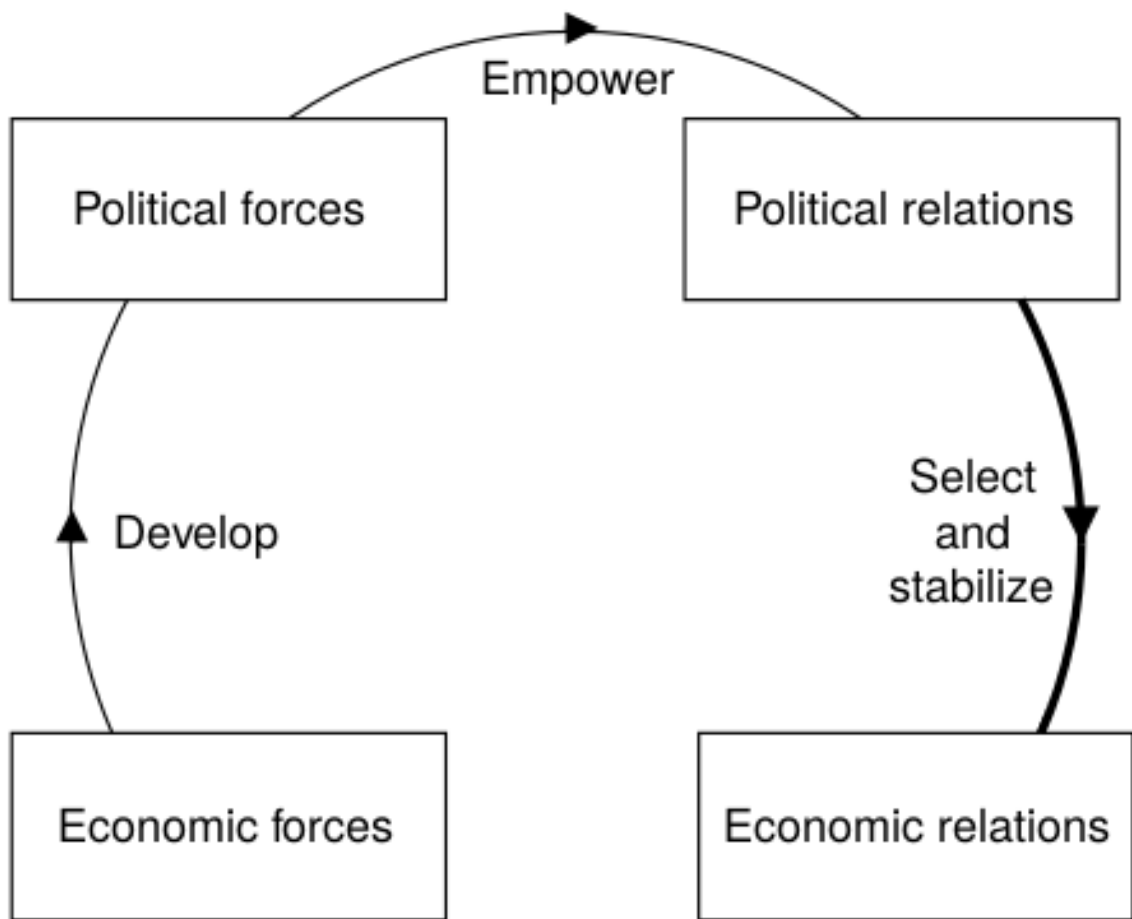 Empower
Political forces
Political relations
Develop
Select
and
stabilize
Economic forces
Economic relations